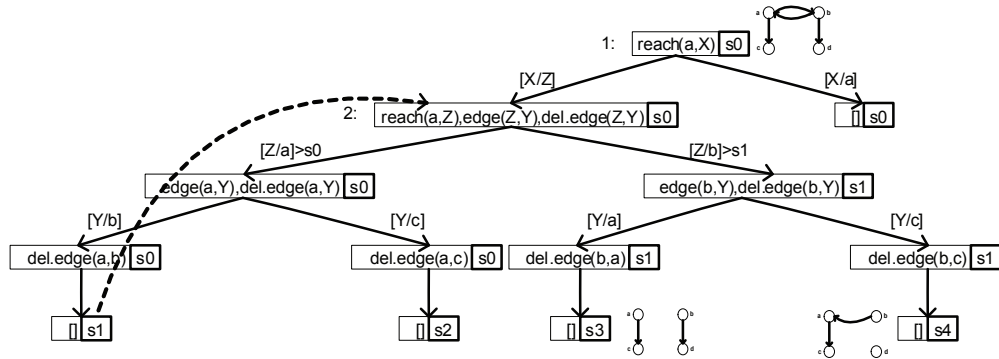 a b
1: reach(a,X) s0
c d
[X/Z] [X/a]
2: reach(a,Z),edge(Z,Y),del.edge(Z,Y) s0 [] s0
[Z/a]>s0 [Z/b]>s1
edge(a,Y),del.edge(a,Y) s0 edge(b,Y),del.edge(b,Y) s1
[Y/b] [Y/c] [Y/a] [Y/c]
del.edge(a,b) s0 del.edge(a,c) s0 del.edge(b,a) s1 del.edge(b,c) s1
a b a b
[] s1 [] s2 [] s3 [] s4
c d c d